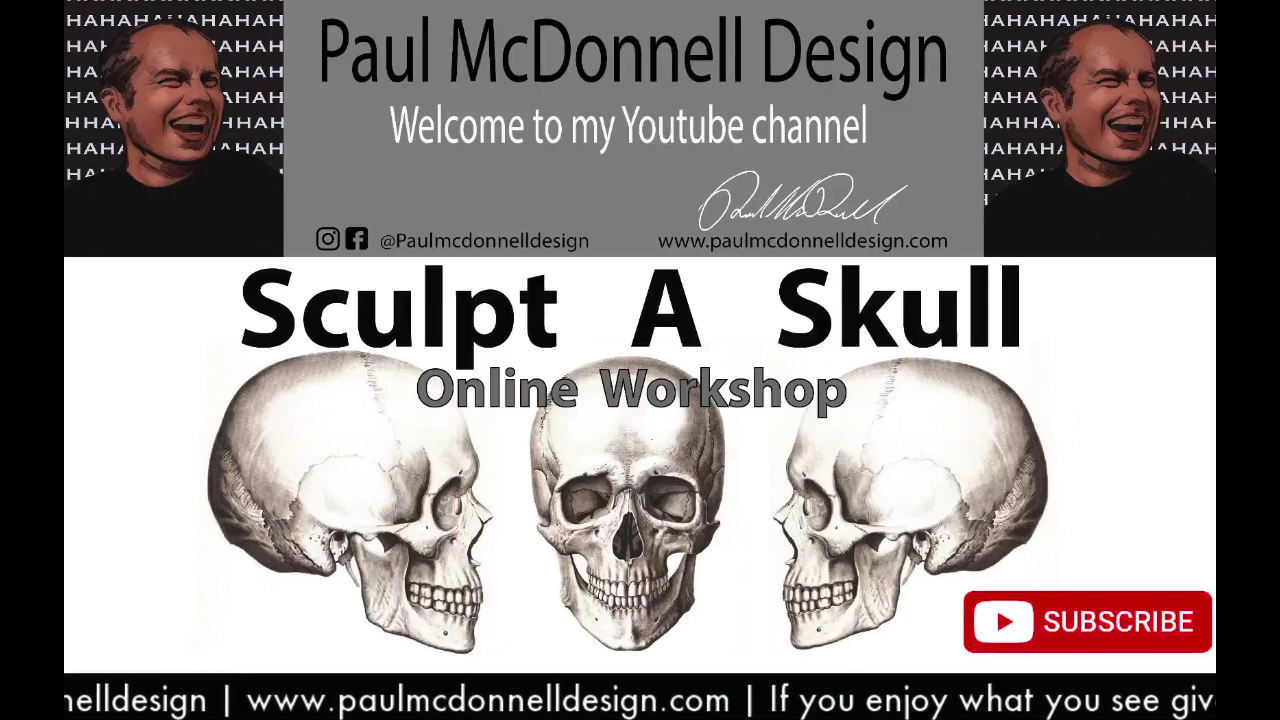 Paul McDonnell Design
Welcome to my Youtube channel
@Paulmcdonnelldesign
www.paulmcdonnelldesign.com
Sculpt A Skull
Online Workshop
SUBSCRIBE
nelldesign | www.paulmcdonnelldesign.com | If you enjoy what you see giv